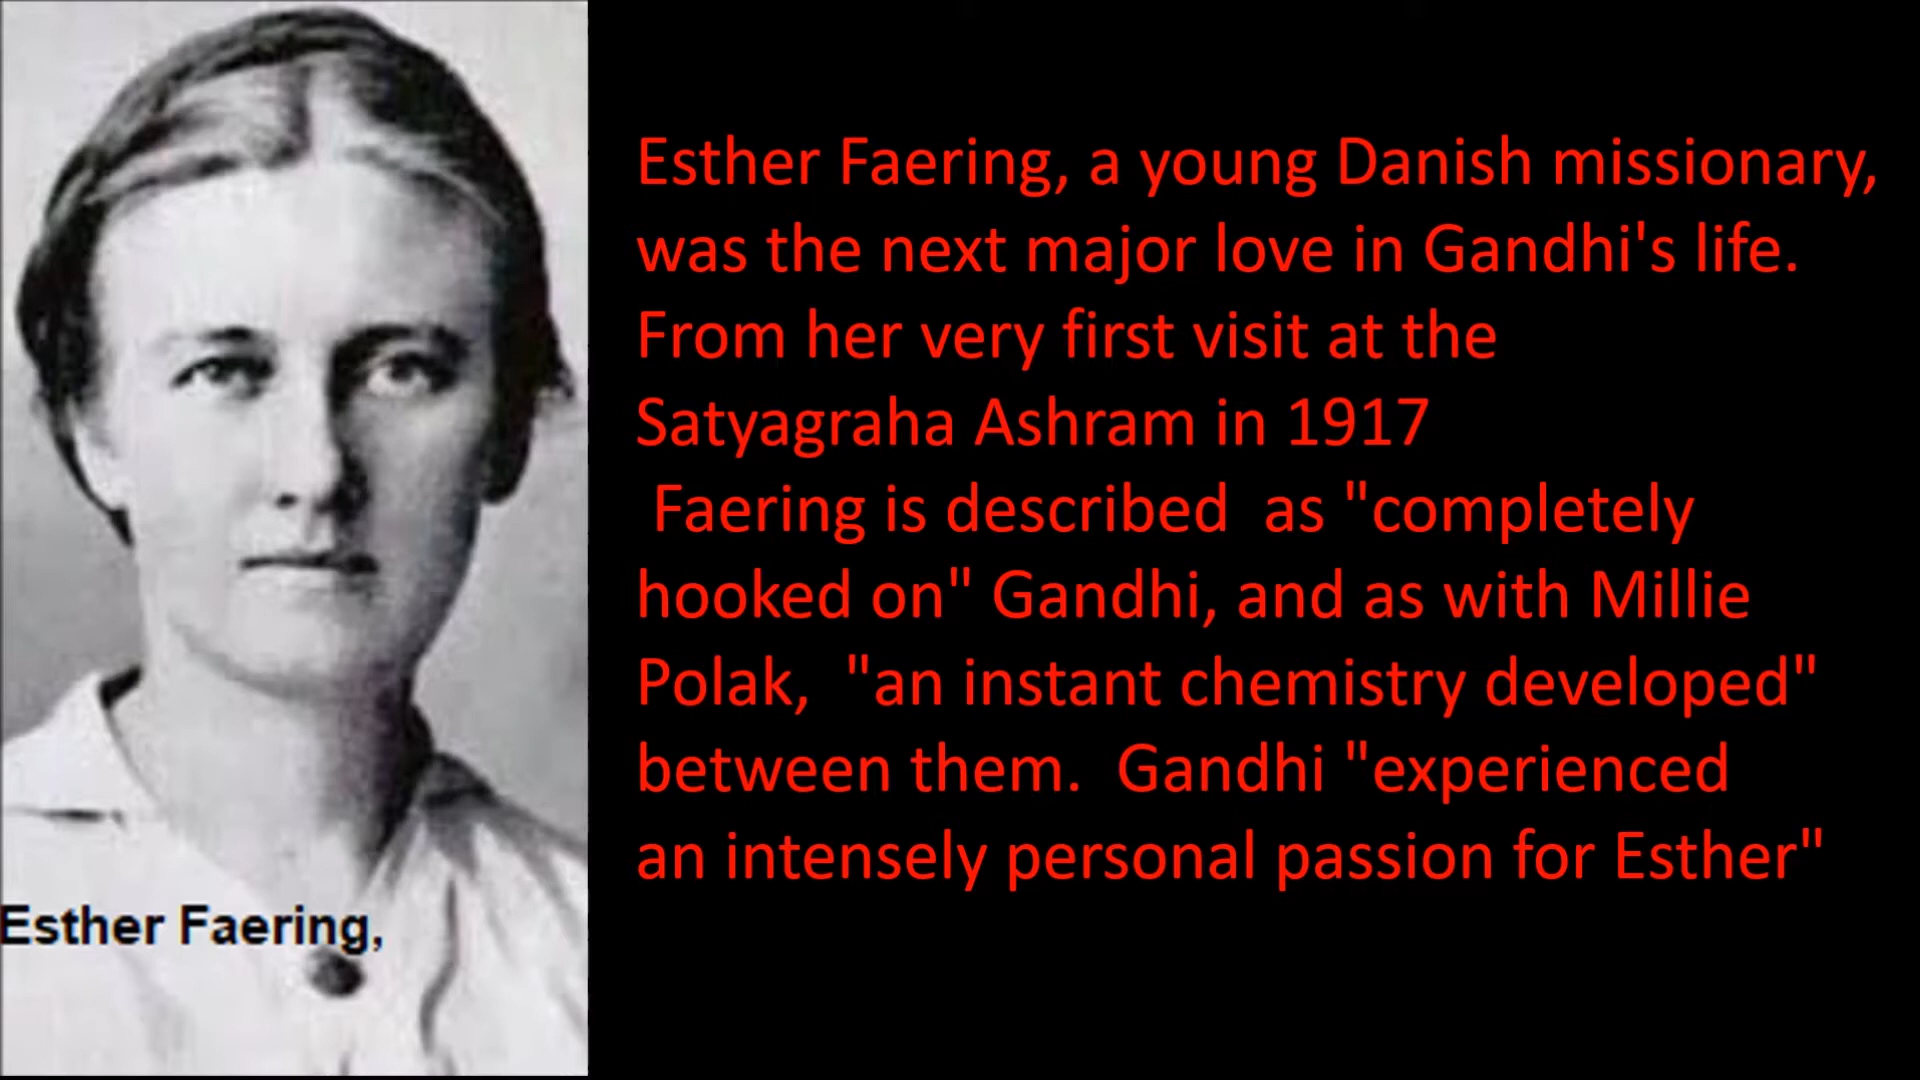 Esther Faering, a young Danish missionary,
was the next major love in Gandhi's life.
From her very first visit at the
Satyagraha Ashram in 1917
Faering is described  as "completely
hooked on" Gandhi, and as with Millie
Polak,  "an instant chemistry developed"
between them.  Gandhi "experienced
an intensely personal passion for Esther"
Esther Faering,